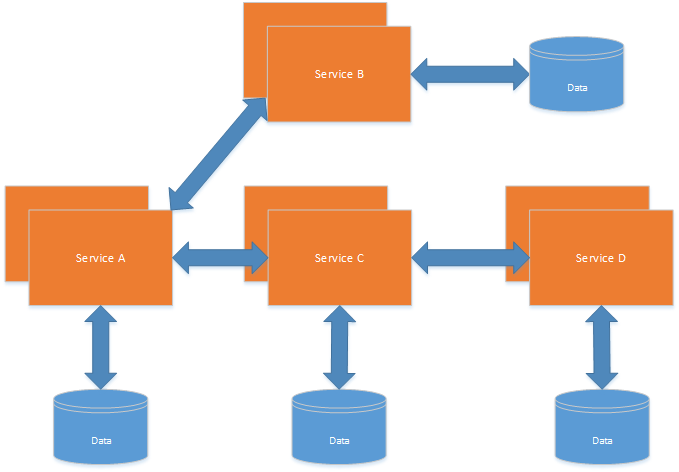 Service B
Data
Service A
Service C
Service D
Data
Data
Data